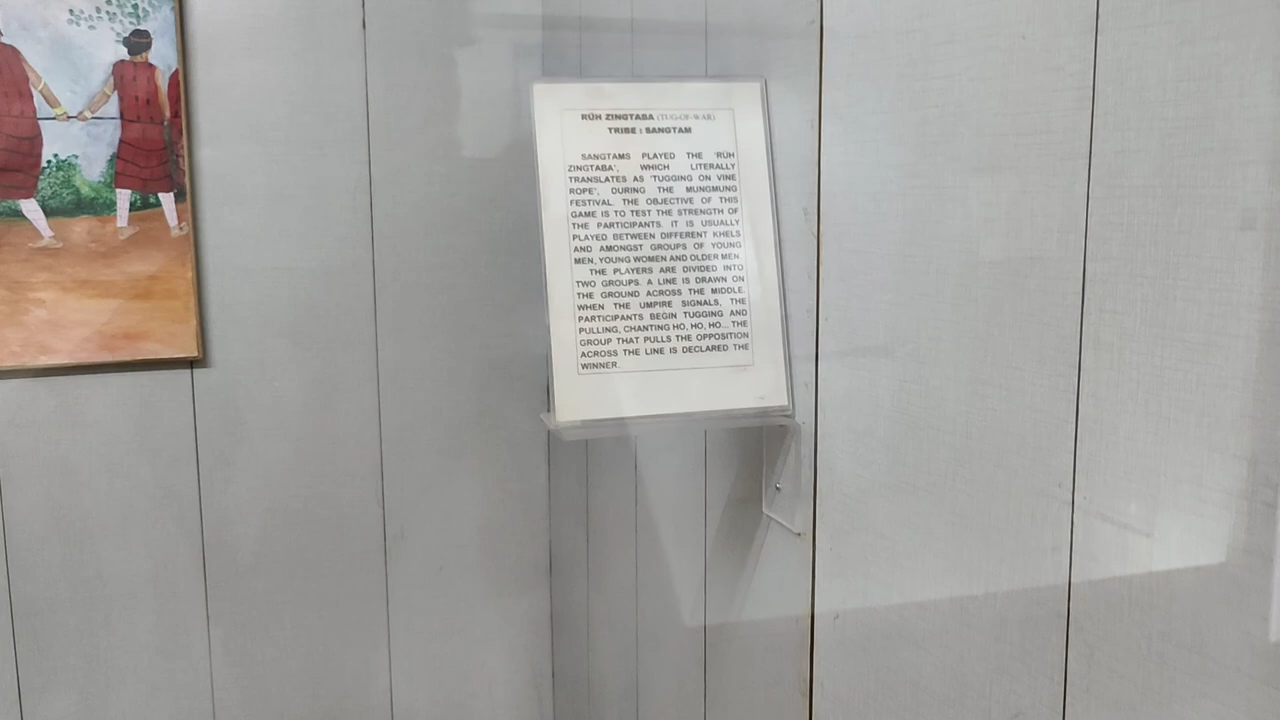 RÜH ZINGTABA (TUG-OF-WAR)
TRIBE : SANGTAM
SANGTAMS PLAYED THE 'RÜH
ZINGTABA', WHICH LITERALLY
TRANSLATES AS 'TUGGING ON VINE
ROPE', DURING THE MUNGMUNG
FESTIVAL. THE OBJECTIVE OF THIS
GAME IS TO TEST THE STRENGTH OF
THE PARTICIPANTS. IT IS USUALLY
PLAYED BETWEEN DIFFERENT KHELS
AND AMONGST GROUPS OF YOUNG
MEN, YOUNG WOMEN AND OLDER MEN.
THE PLAYERS ARE DIVIDED INTO
TWO GROUPS. A LINE IS DRAWN ON
THE GROUND ACROSS THE MIDDLE.
WHEN THE UMPIRE SIGNALS, THE
PARTICIPANTS BEGIN TUGGING AND
PULLING, CHANTING HO, HO, HO... THE
GROUP THAT PULLS THE OPPOSITION
ACROSS THE LINE IS DECLARED THE
WINNER.